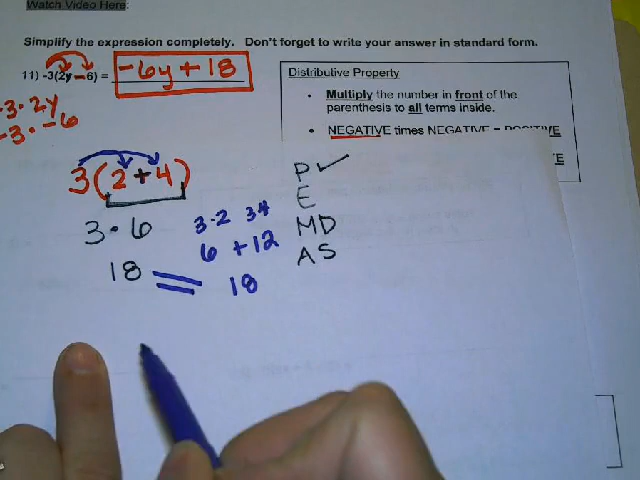 Watch Video Here:
Simplify the expression completely. Don't forget to write your answer in standard form.
11) -3(2y - 6) = -6y + 18
-3 • 2y
-3 • -6
Distributive Property
• Multiply the number in front of the
parenthesis to all terms inside.
• NEGATIVE times NEGATIVE = POSITIVE
3(2+4)
3 • 6
18
3·2 3·4
6 + 12
= 18
P ✓
E
MD
AS